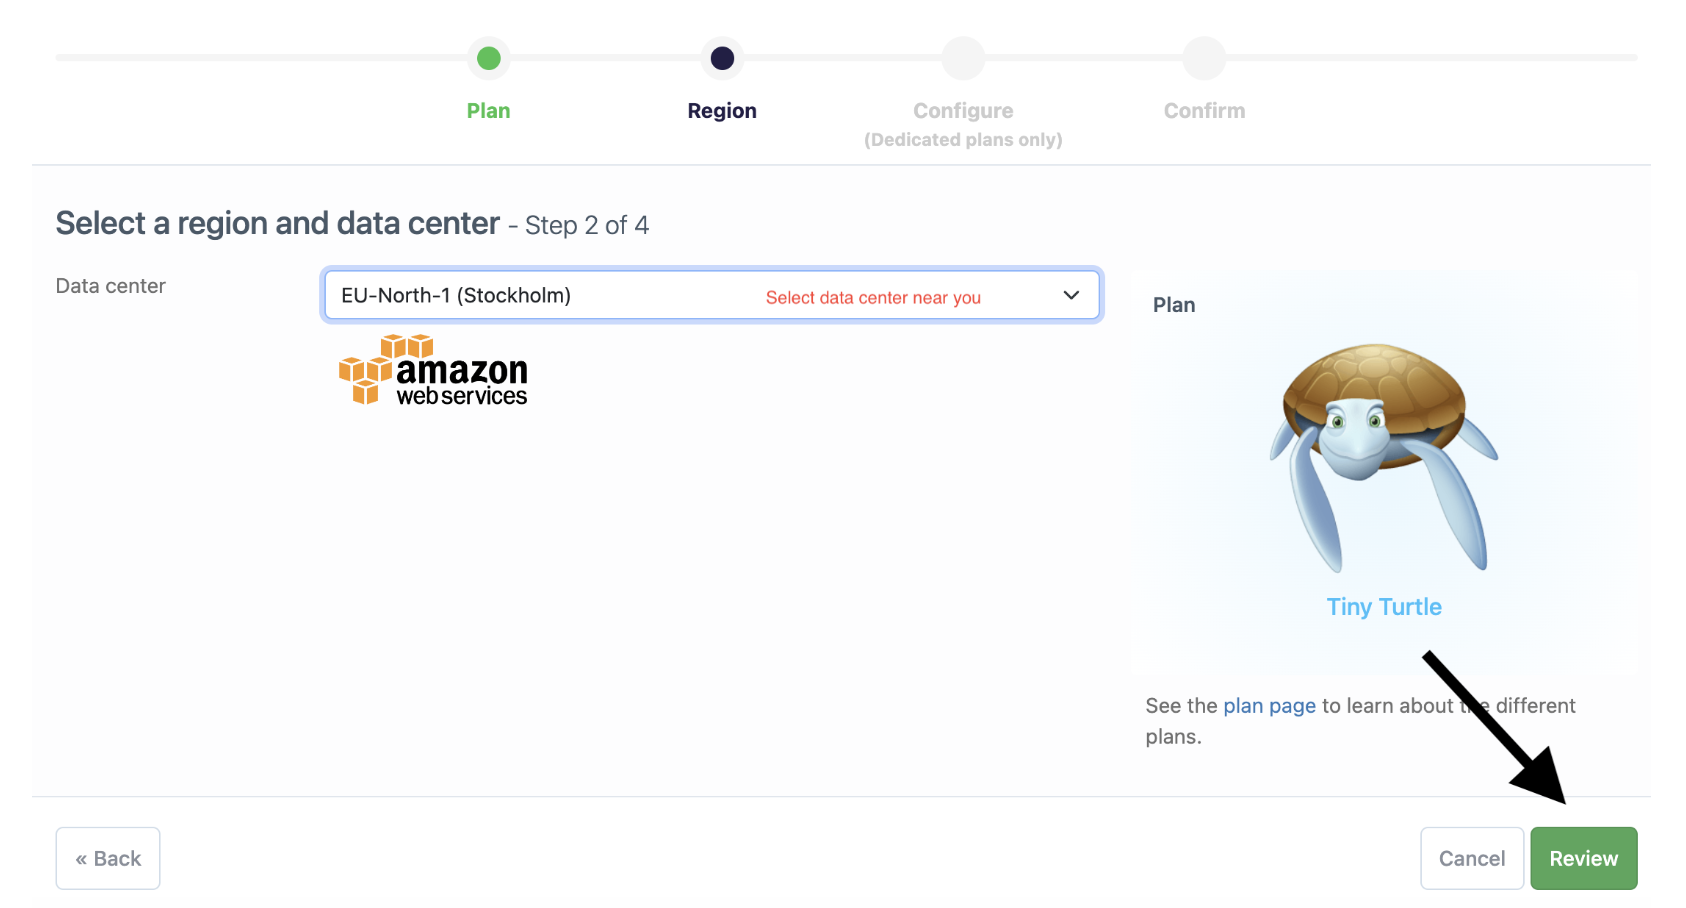 Plan
Region
Configure
(Dedicated plans only)
Confirm
Select a region and data center - Step 2 of 4
Data center
EU-North-1 (Stockholm)
Select data center near you
amazon
web services
Plan
Tiny Turtle
See the plan page to learn about the different
plans.
« Back
Cancel
Review